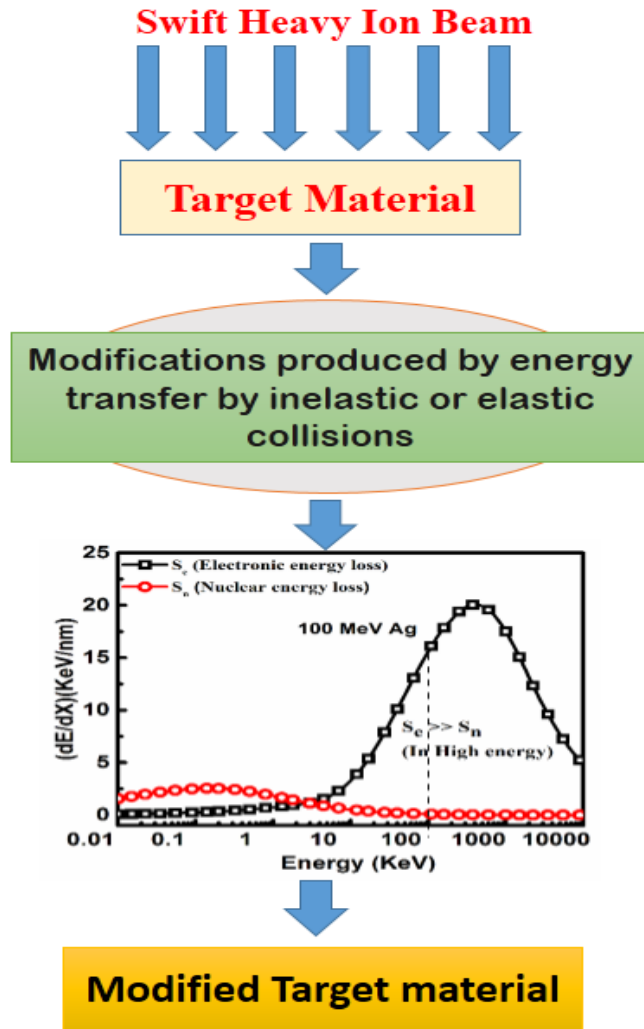 Swift Heavy Ion Beam
Target Material
Modifications produced by energy
transfer by inelastic or elastic
collisions
25
20
15
10
5
0
(dE/dX)(KeV/nm)
Se (Electronic energy loss)
Sn (Nuclear energy loss)
100 MeV Ag
Se >> Sn
(In High energy)
0.01 0.1 1 10 100 1000 10000
Energy (KeV)
Modified Target material